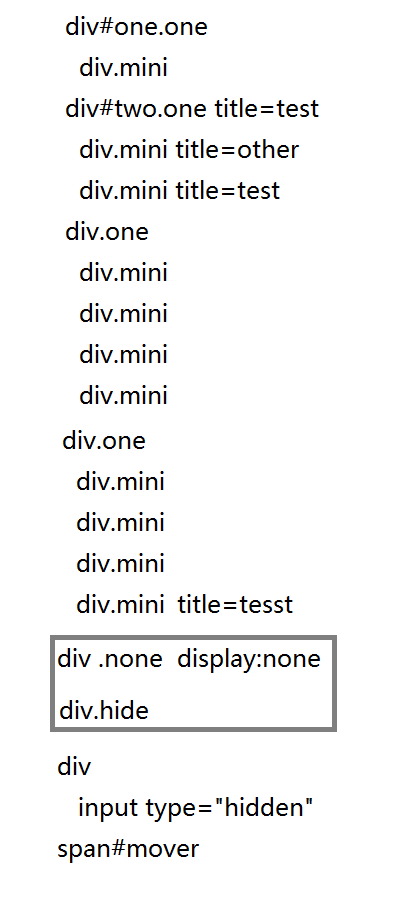 div#one.one
div.mini
div#two.one title=test
div.mini title=other
div.mini title=test
div.one
div.mini
div.mini
div.mini
div.mini
div.one
div.mini
div.mini
div.mini
div.mini  title=tesst
div .none  display:none
div.hide
div
input type="hidden"
span#mover